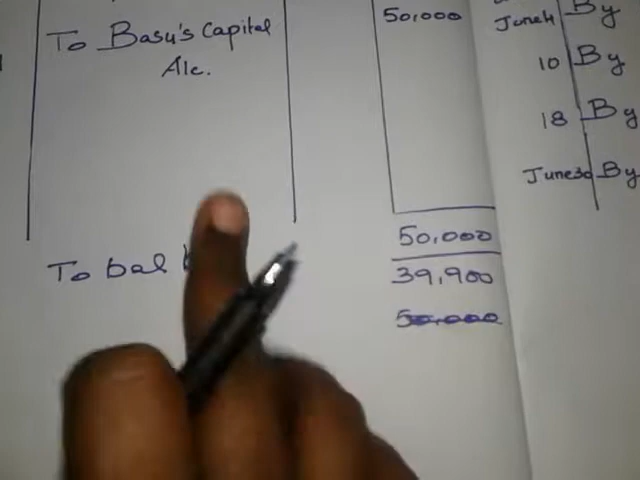 To Basu's Capital
A/c.
50,000
June 4 By
10 By
18 By
June 30 By
50,000
To bal
39,900
50,000